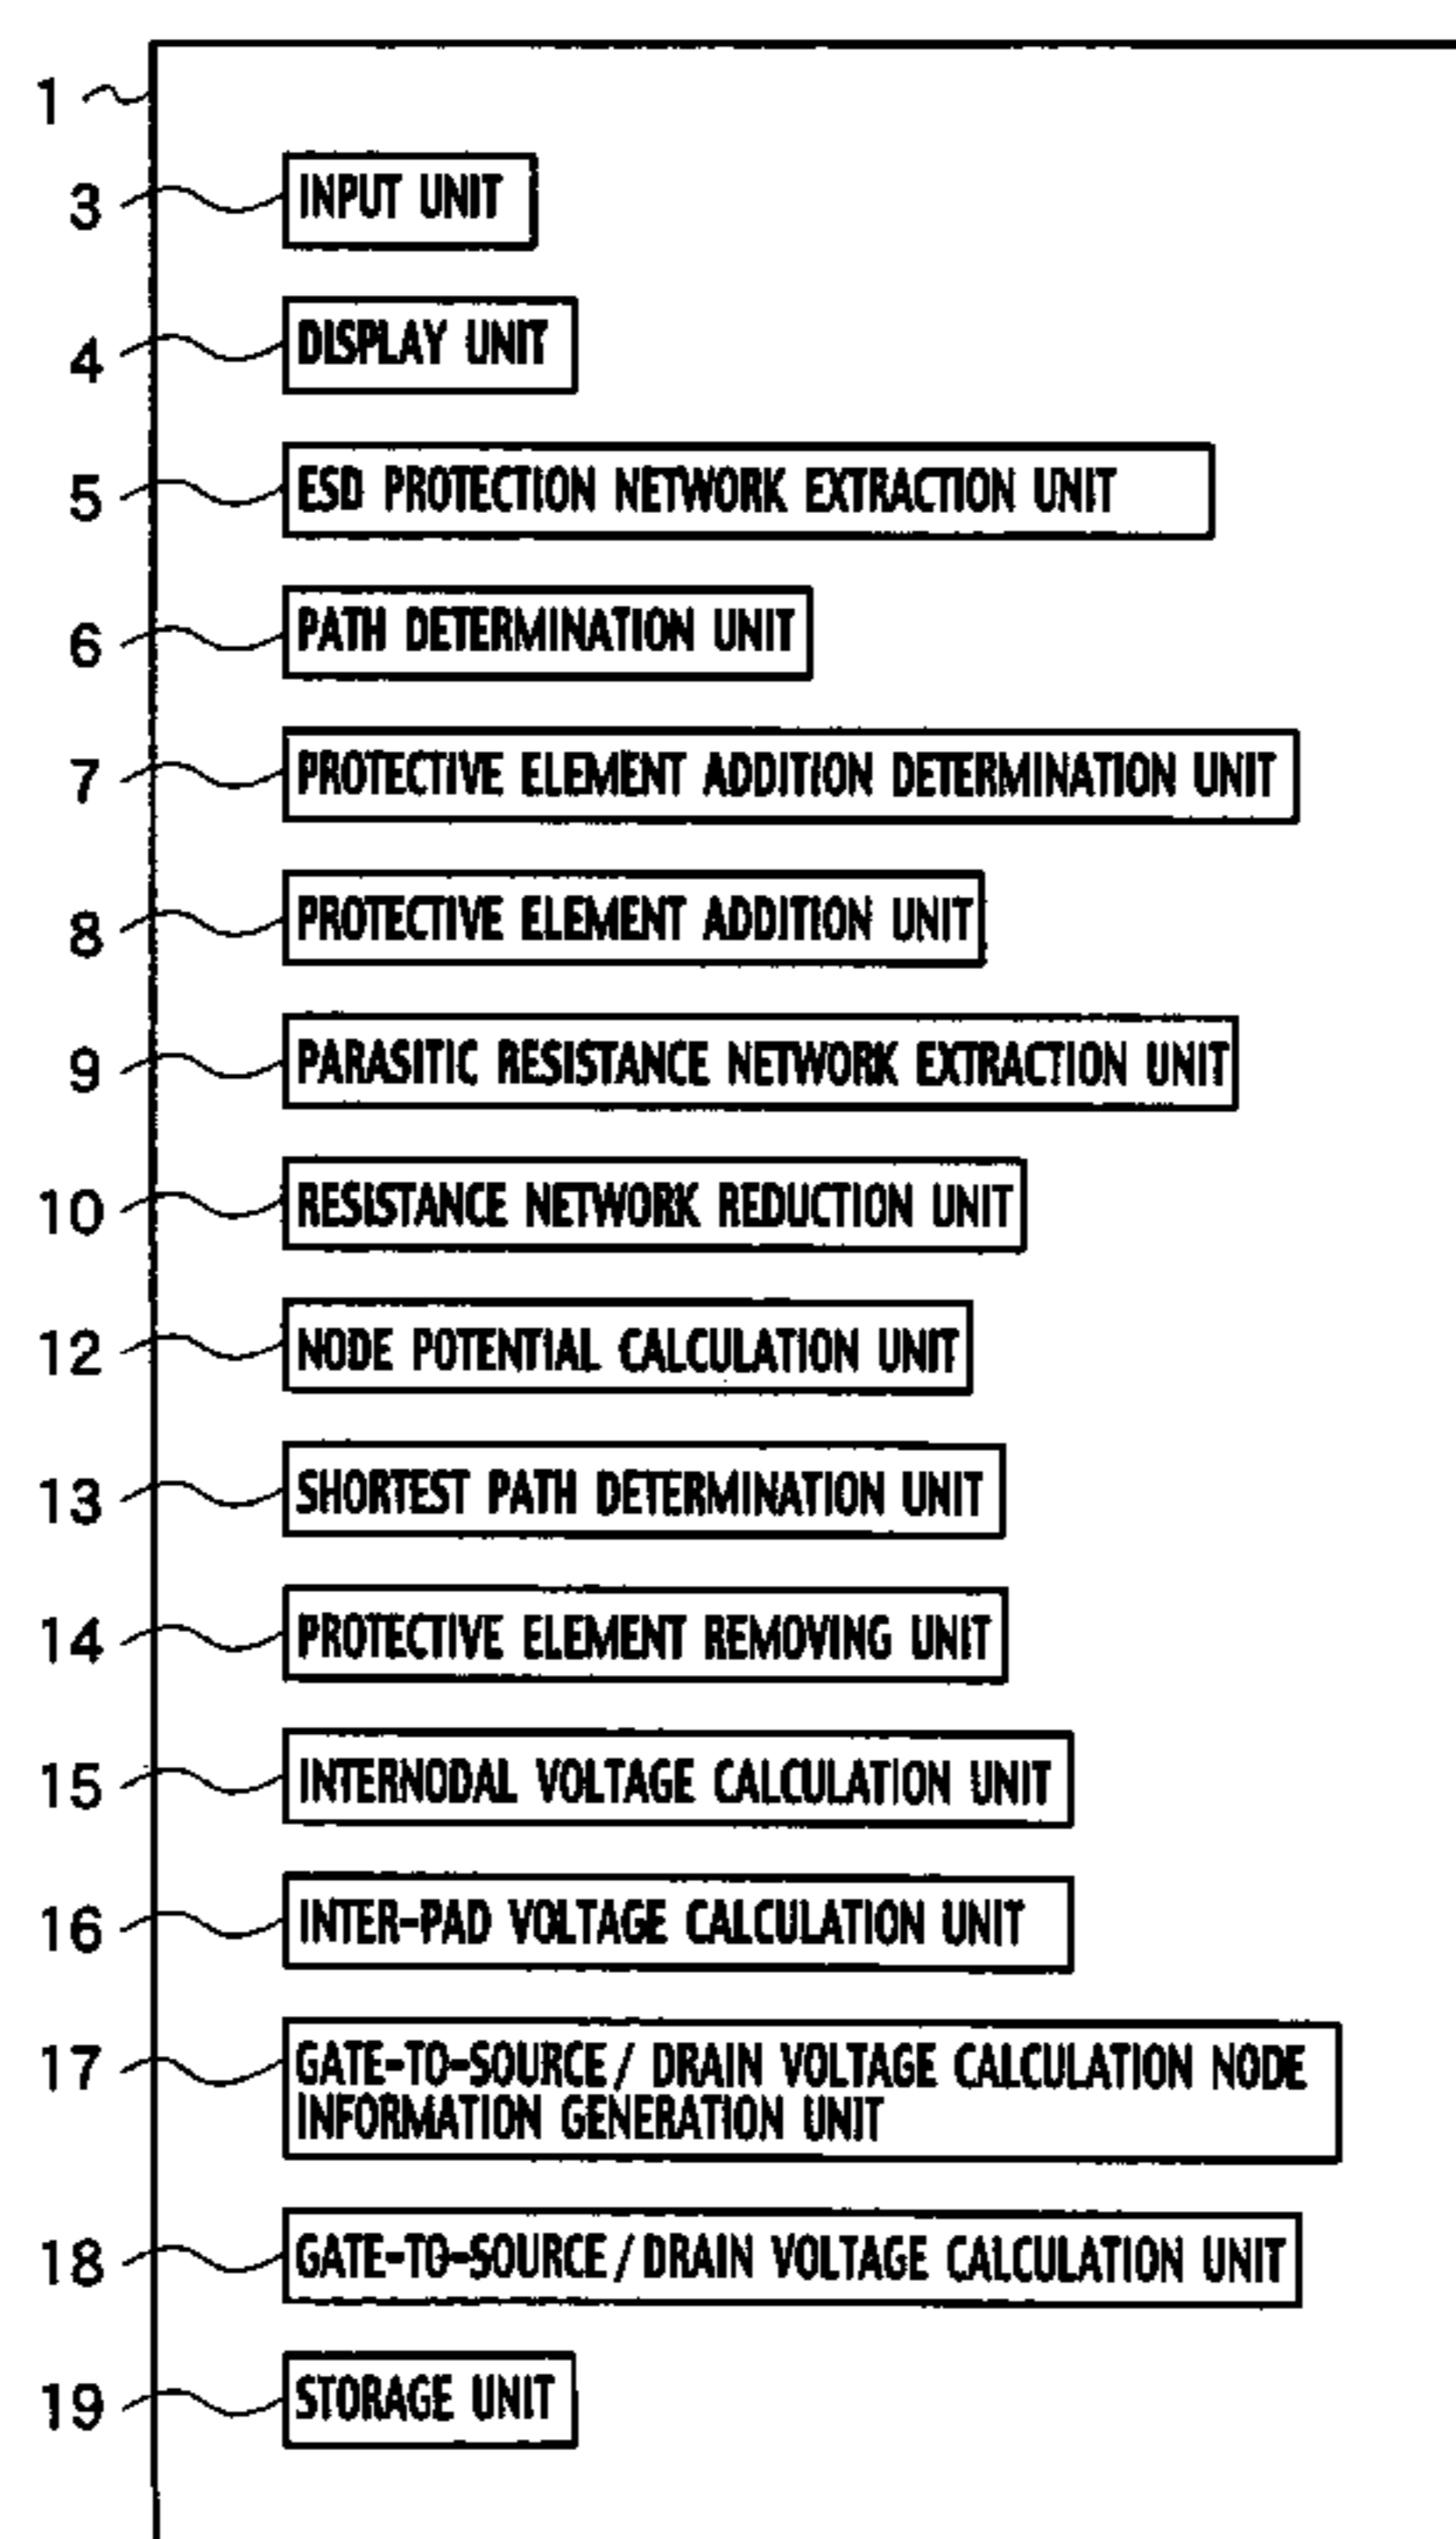 1
3 INPUT UNIT
4 DISPLAY UNIT
5 ESD PROTECTION NETWORK EXTRACTION UNIT
6 PATH DETERMINATION UNIT
7 PROTECTIVE ELEMENT ADDITION DETERMINATION UNIT
8 PROTECTIVE ELEMENT ADDITION UNIT
9 PARASITIC RESISTANCE NETWORK EXTRACTION UNIT
10 RESISTANCE NETWORK REDUCTION UNIT
12 NODE POTENTIAL CALCULATION UNIT
13 SHORTEST PATH DETERMINATION UNIT
14 PROTECTIVE ELEMENT REMOVING UNIT
15 INTERNODAL VOLTAGE CALCULATION UNIT
16 INTER-PAD VOLTAGE CALCULATION UNIT
17 GATE-TO-SOURCE/ DRAIN VOLTAGE CALCULATION NODE
INFORMATION GENERATION UNIT
18 GATE-TO-SOURCE/DRAIN VOLTAGE CALCULATION UNIT
19 STORAGE UNIT